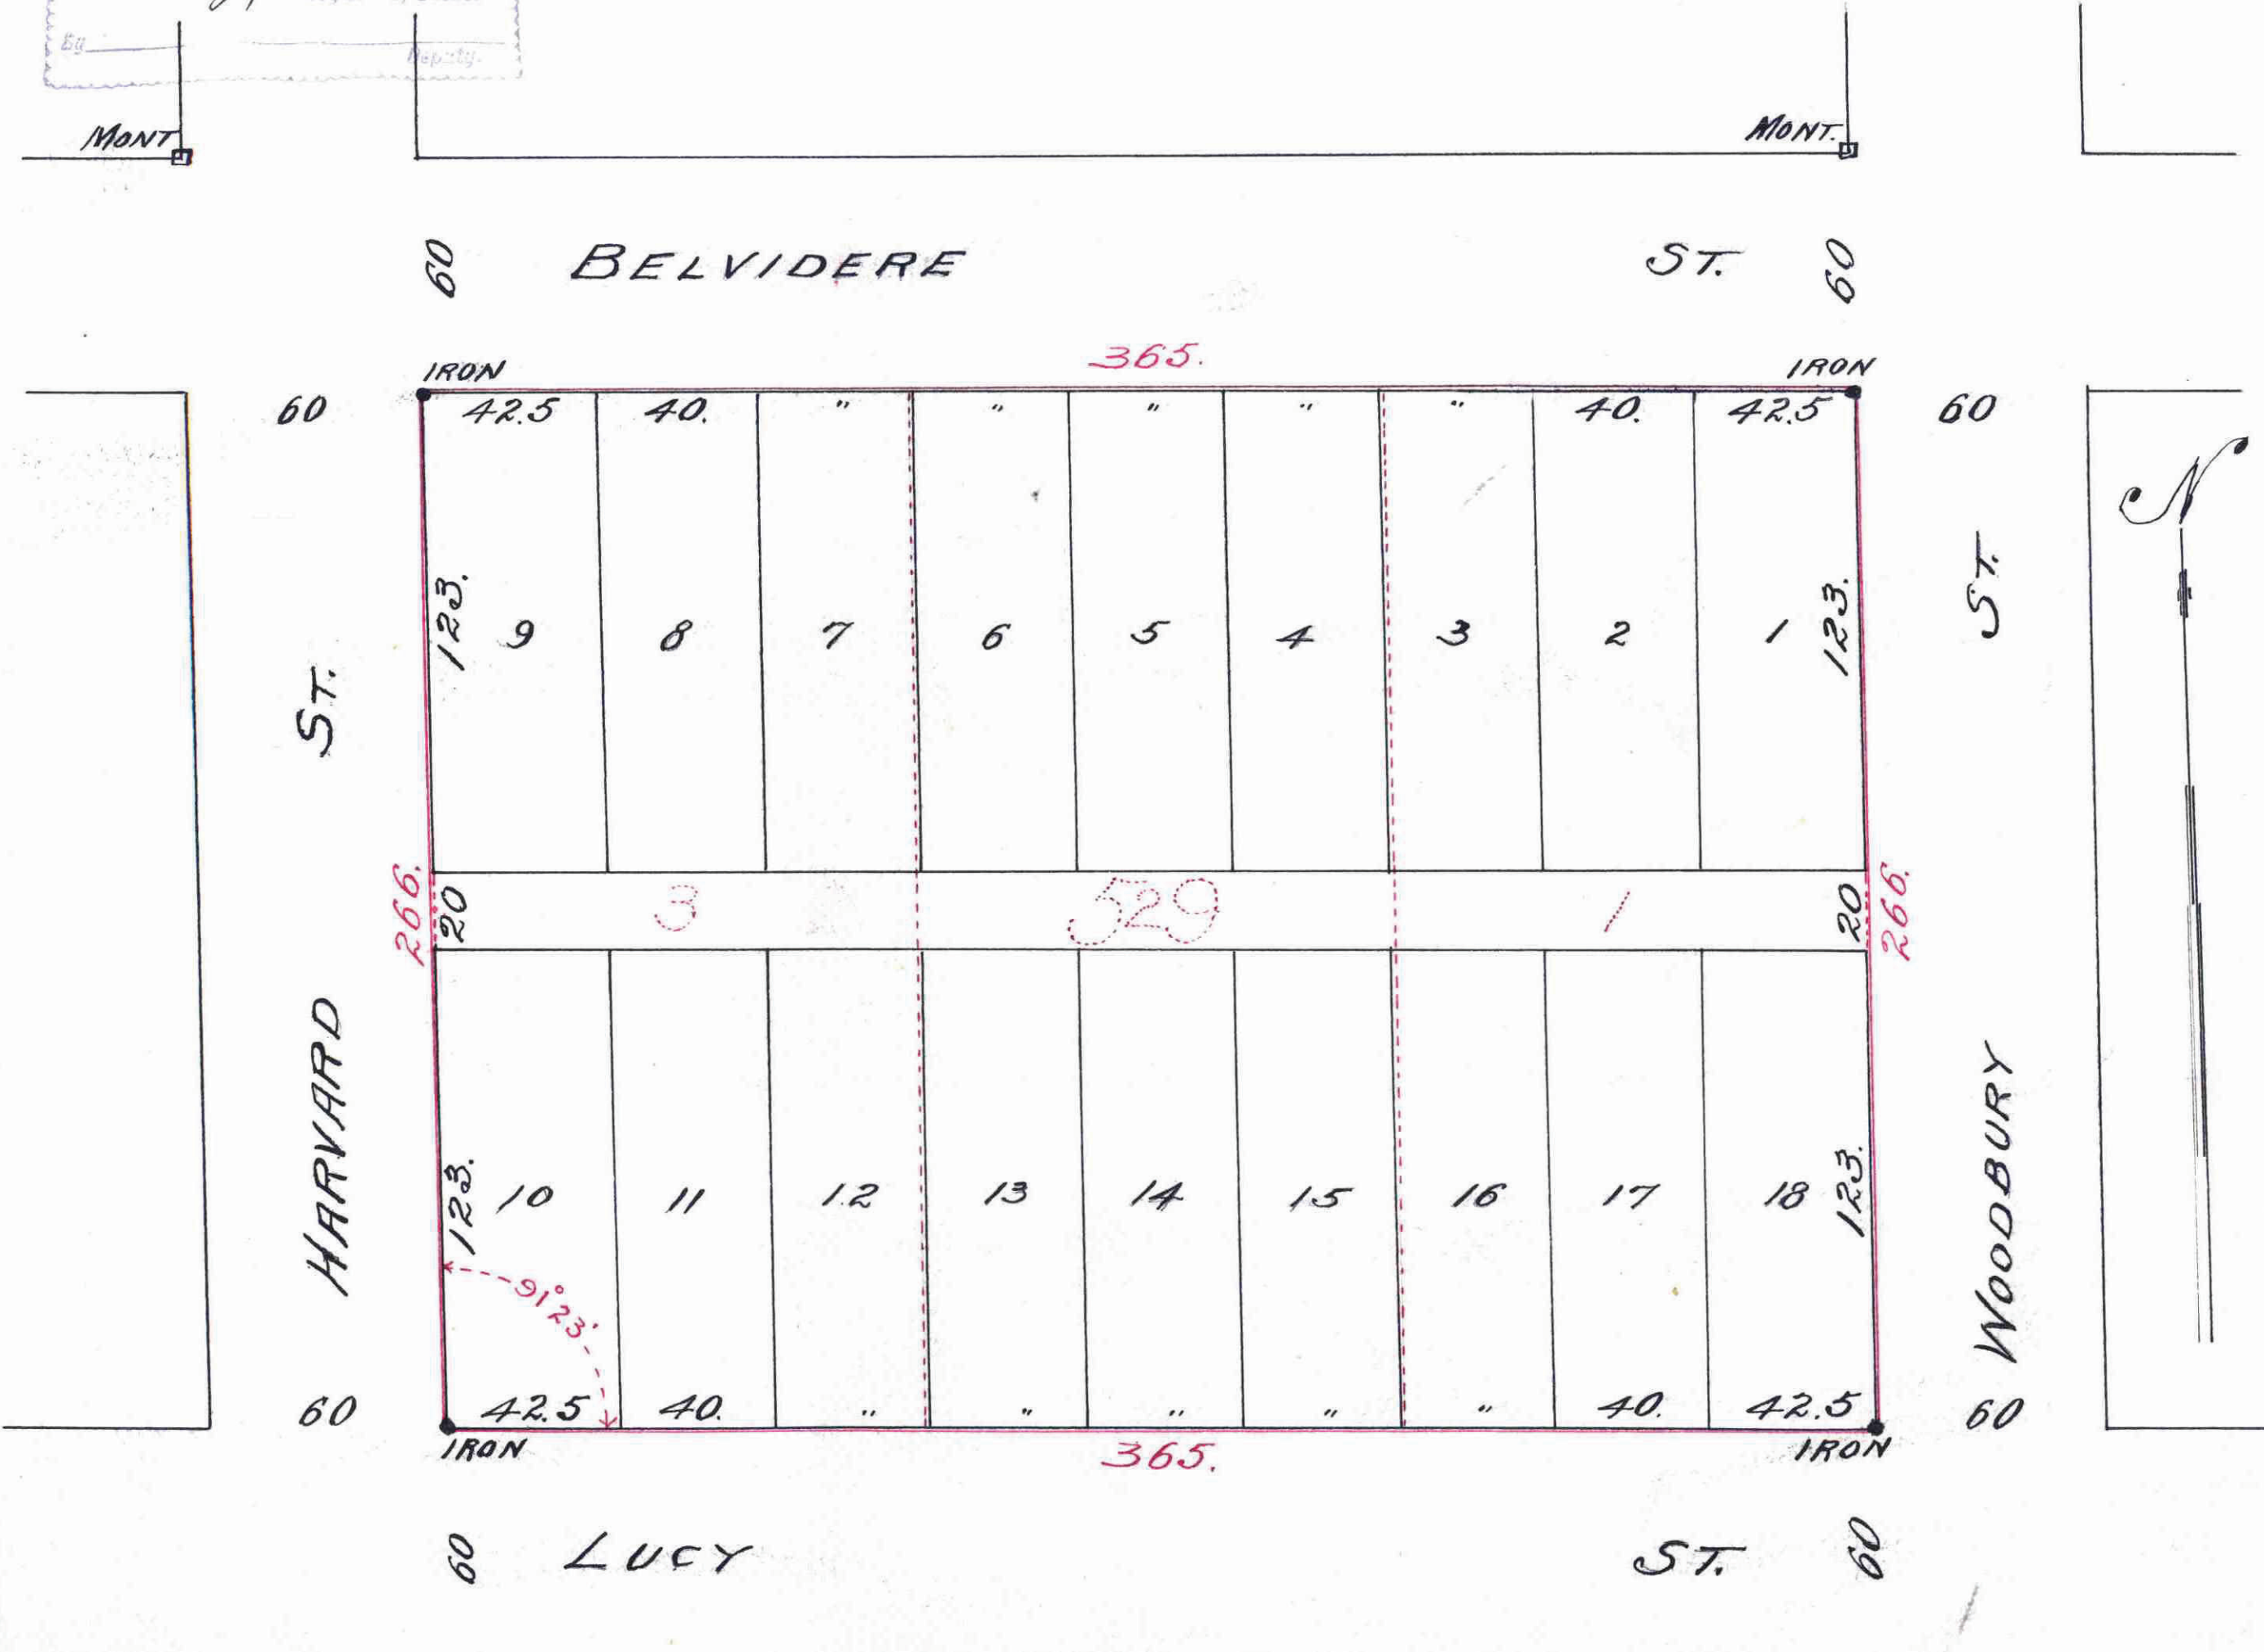 By
Deputy.
MONT
MONT.
60 BELVIDERE ST. 60
365.
IRON IRON
60 42.5 40. " " " " " 40. 42.5 60
N
123. 9 8 7 6 5 4 3 2 1 123.
HARVARD ST.
WOODBURY ST.
266. 20 3 529 1 20 266.
123. 10 11 12 13 14 15 16 17 18 123.
91°23'
60 42.5 40. " " " " " 40. 42.5 60
IRON IRON
365.
60 LUCY ST. 60